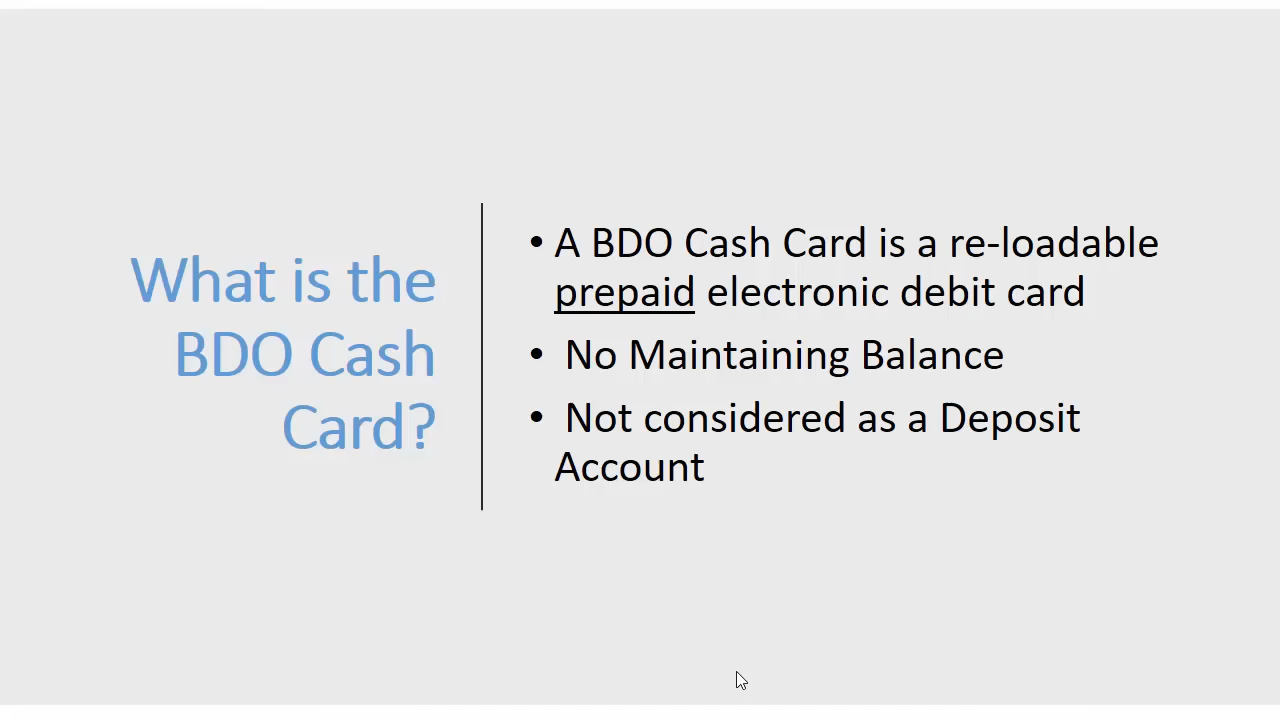 What is the
BDO Cash
Card?
• A BDO Cash Card is a re-loadable
prepaid electronic debit card
• No Maintaining Balance
• Not considered as a Deposit
Account